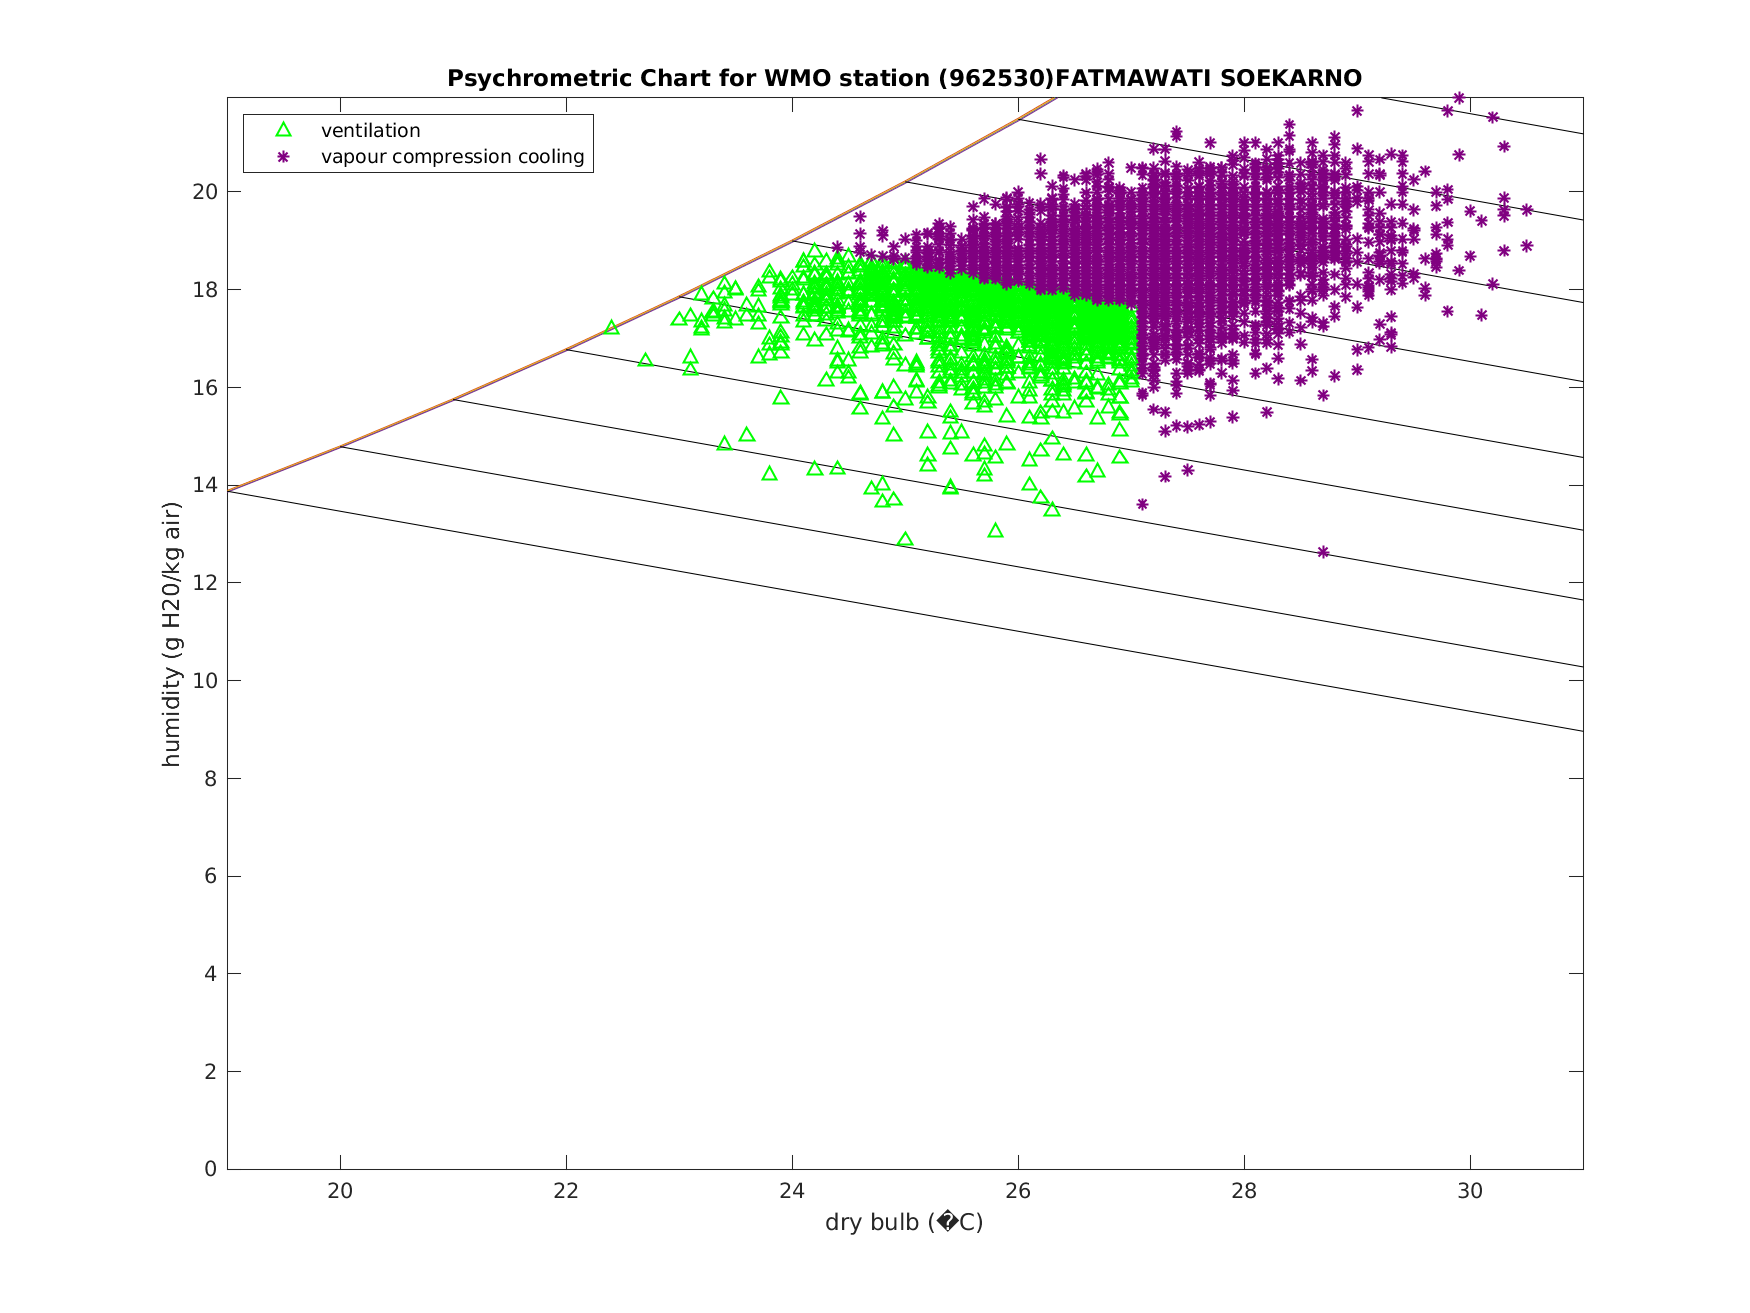 Psychrometric Chart for WMO station (962530)FATMAWATI SOEKARNO
ventilation
vapour compression cooling
20
18
16
14
12
10
8
6
4
2
0
humidity (g H20/kg air)
20 22 24 26 28 30
dry bulb (�C)